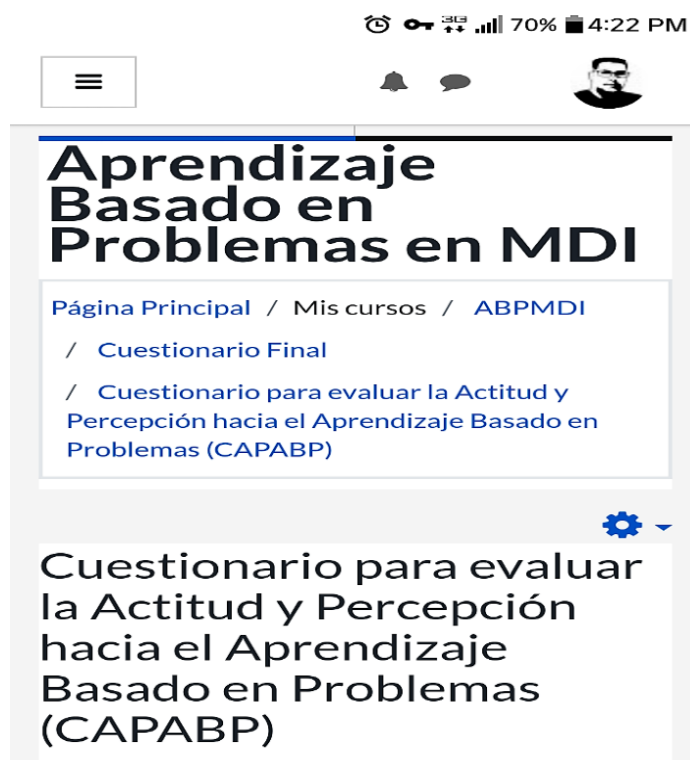 3G 70% 4:22 PM
Aprendizaje
Basado en
Problemas en MDI
Página Principal / Mis cursos / ABPMDI
/ Cuestionario Final
/ Cuestionario para evaluar la Actitud y
Percepción hacia el Aprendizaje Basado en
Problemas (CAPABP)
Cuestionario para evaluar
la Actitud y Percepción
hacia el Aprendizaje
Basado en Problemas
(CAPABP)